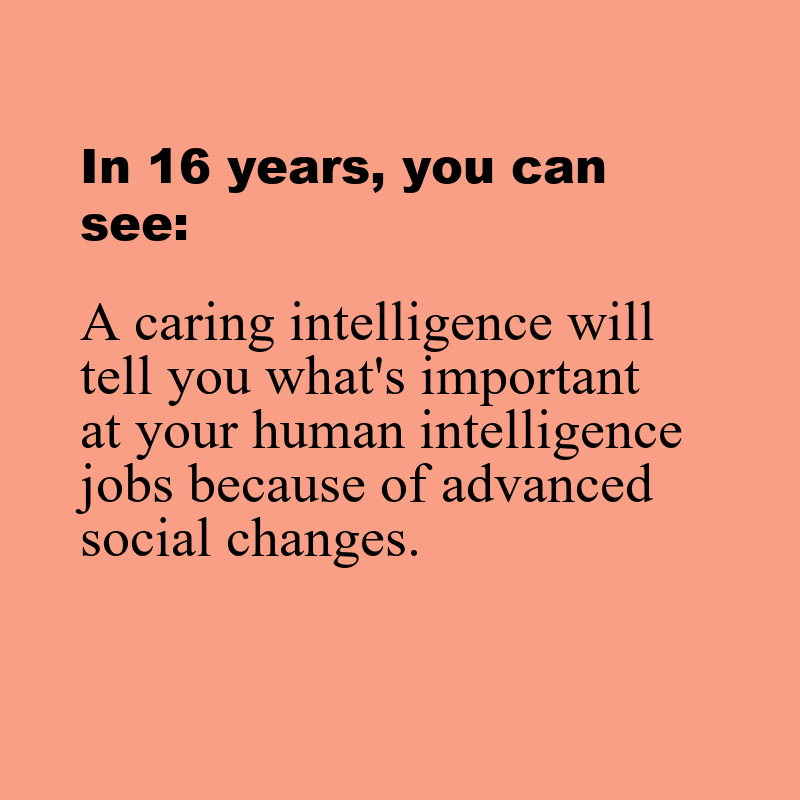 In 16 years, you can
see:
A caring intelligence will
tell you what's important
at your human intelligence
jobs because of advanced
social changes.